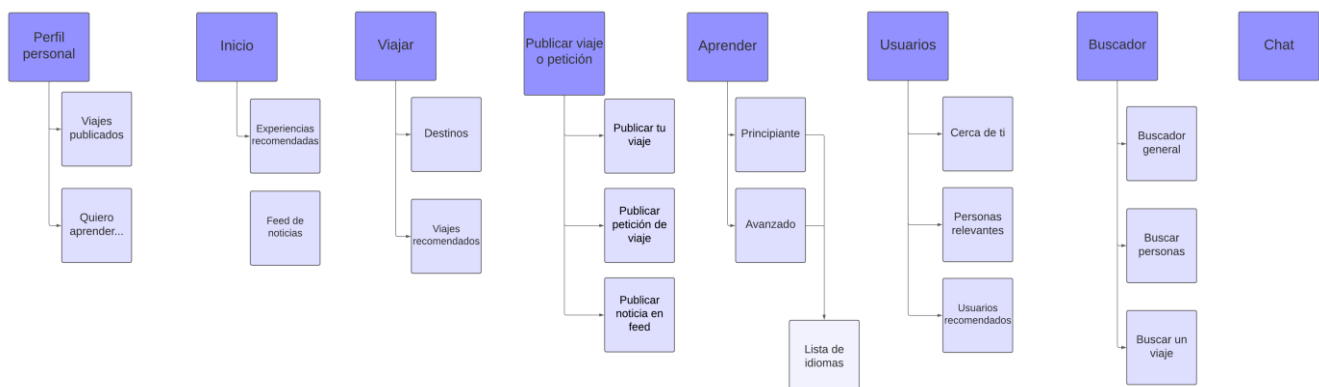 Perfil
personal
Inicio
Viajar
Publicar viaje
o petición
Aprender
Usuarios
Buscador
Chat
Viajes
publicados
Quiero
aprender...
Experiencias
recomendadas
Feed de
noticias
Destinos
Viajes
recomendados
Publicar tu
viaje
Publicar
petición de
viaje
Publicar
noticia en
feed
Principiante
Avanzado
Lista de
idiomas
Cerca de ti
Personas
relevantes
Usuarios
recomendados
Buscador
general
Buscar
personas
Buscar un
viaje